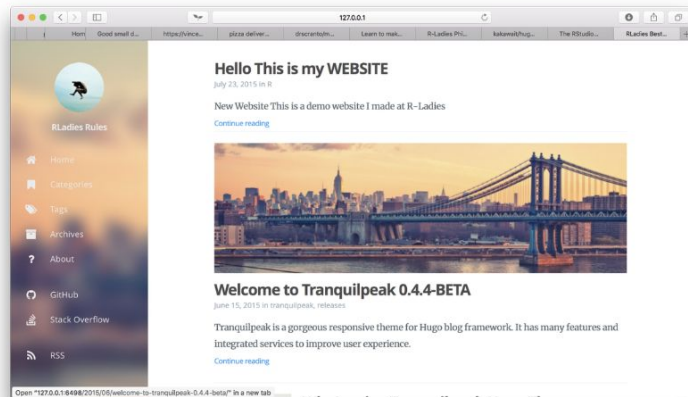 127.0.0.1
Hom
Good small d...
https://vince...
pizza deliver...
Learn to mak...
R-Ladies Phi...
kakawait/hug...
The RStudio...
RLadies Best...
RLadies Rules
Home
Categories
Tags
Archives
? About
GitHub
Stack Overflow
RSS
Hello This is my WEBSITE
July 23, 2015 in R
New Website This is a demo website I made at R-Ladies
Continue reading
Welcome to Tranquilpeak 0.4.4-BETA
June 15, 2015 in tranquilpeak, releases
Tranquilpeak is a gorgeous responsive theme for Hugo blog framework. It has many features and
integrated services to improve user experience.
Continue reading
Open "127.0.0.1:6498/2015/06/welcome-to-tranquilpeak-0.4.4-beta/" in a new tab